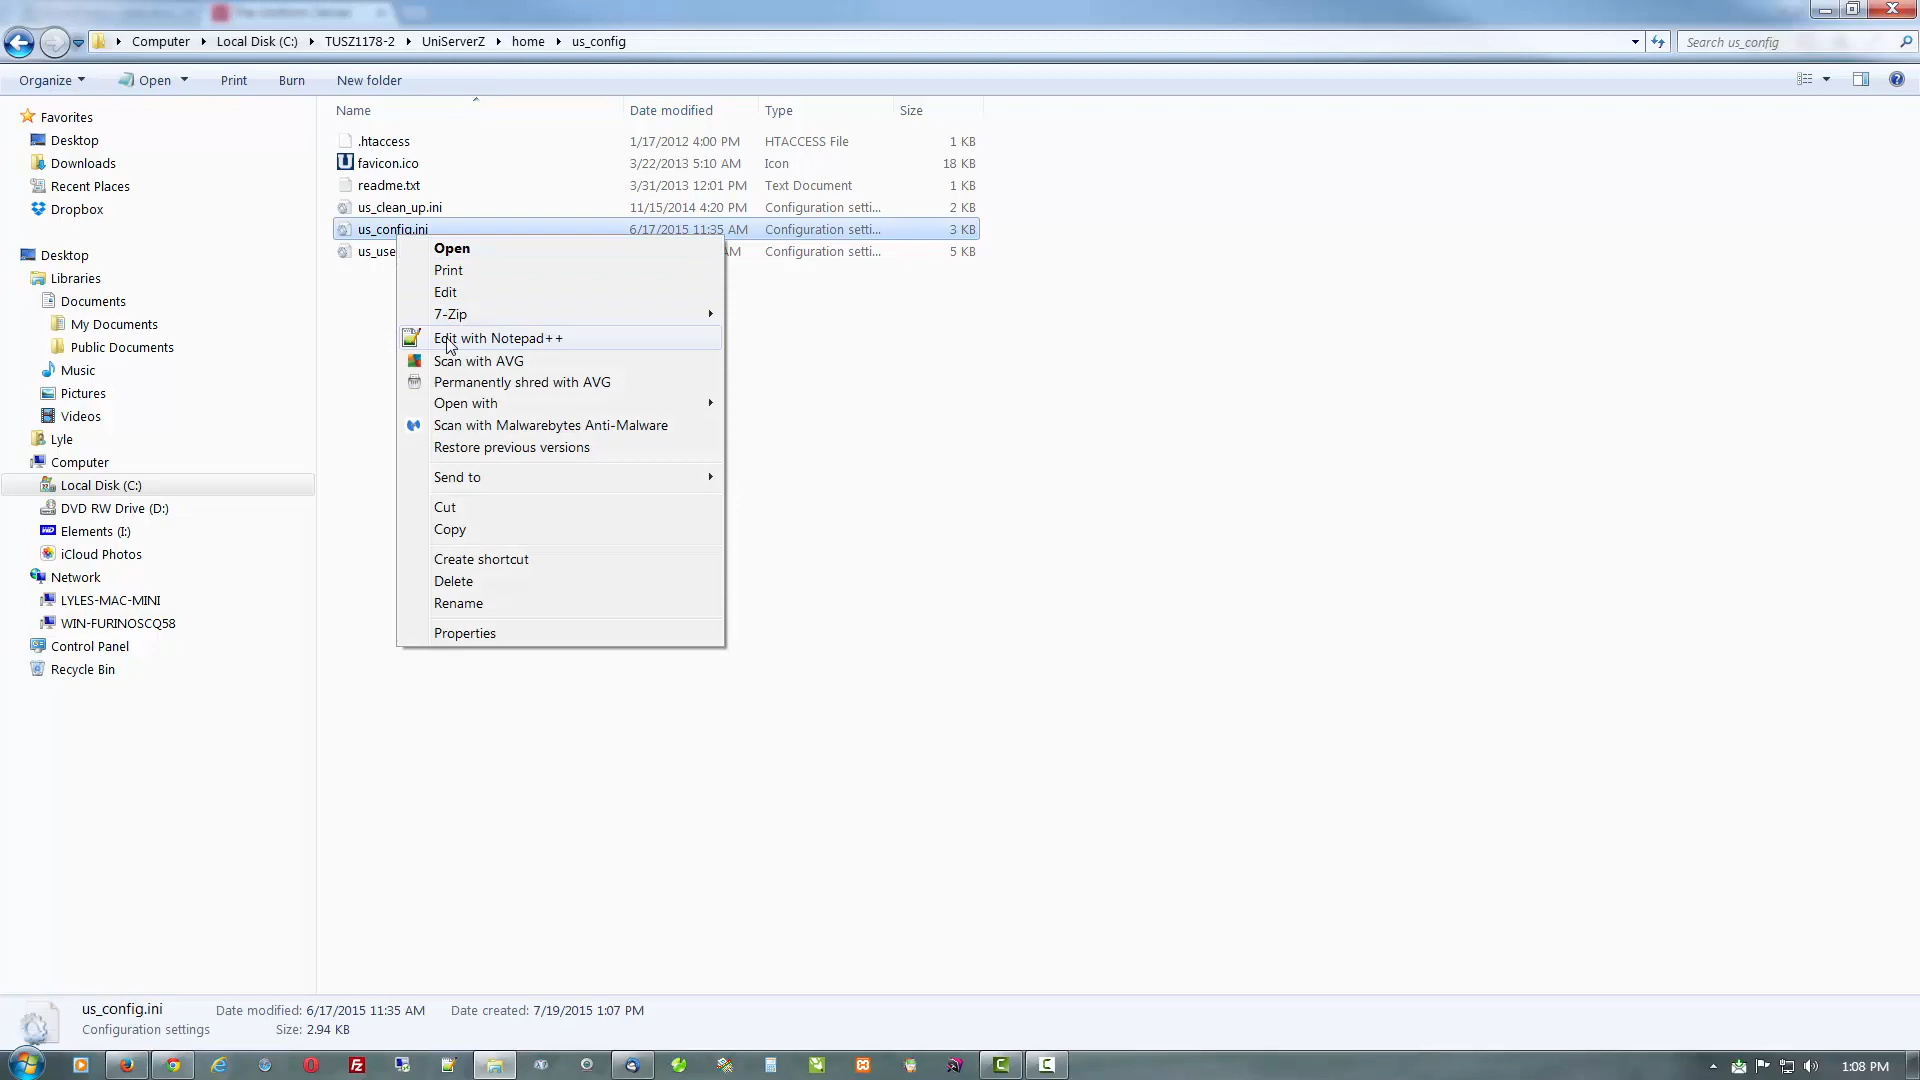 Computer Local Disk (C:) TUSZ1178-2 UniServerZ home us_config Search us_config
Organize Open Print Burn New folder
Favorites
Desktop
Downloads
Recent Places
Dropbox
Desktop
Libraries
Documents
My Documents
Public Documents
Music
Pictures
Videos
Lyle
Computer
Local Disk (C:)
DVD RW Drive (D:)
Elements (I:)
iCloud Photos
Network
LYLES-MAC-MINI
WIN-FURINOSCQ58
Control Panel
Recycle Bin
Name Date modified Type Size
.htaccess 1/17/2012 4:00 PM HTACCESS File 1 KB
favicon.ico 3/22/2013 5:10 AM Icon 18 KB
readme.txt 3/31/2013 12:01 PM Text Document 1 KB
us_clean_up.ini 11/15/2014 4:20 PM Configuration setti... 2 KB
us_config.ini 6/17/2015 11:35 AM Configuration setti... 3 KB
us_use AM Configuration setti... 5 KB
Open
Print
Edit
7-Zip
Edit with Notepad++
Scan with AVG
Permanently shred with AVG
Open with
Scan with Malwarebytes Anti-Malware
Restore previous versions
Send to
Cut
Copy
Create shortcut
Delete
Rename
Properties
us_config.ini Date modified: 6/17/2015 11:35 AM Date created: 7/19/2015 1:07 PM
Configuration settings Size: 2.94 KB
1:08 PM